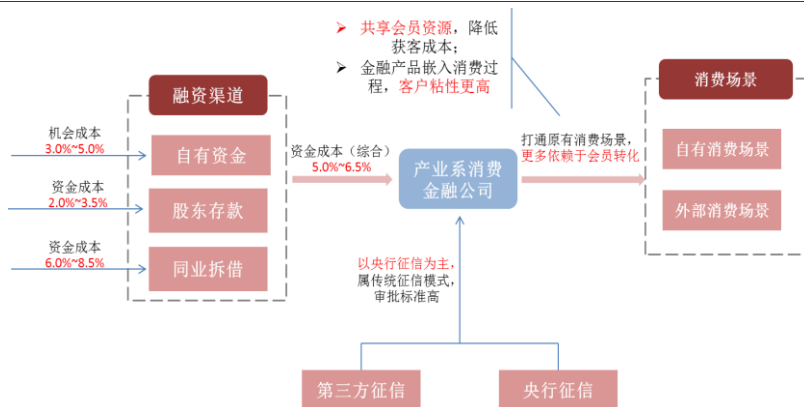 共享会员资源，降低
获客成本；
金融产品嵌入消费过
程，客户粘性更高
融资渠道
机会成本
3.0%~5.0%
自有资金
资金成本
2.0%~3.5%
股东存款
资金成本
6.0%~8.5%
同业拆借
资金成本（综合）
5.0%~6.5%
产业系消费
金融公司
打通原有消费场景，
更多依赖于会员转化
消费场景
自有消费场景
外部消费场景
以央行征信为主，
属传统征信模式，
审批标准高
第三方征信
央行征信